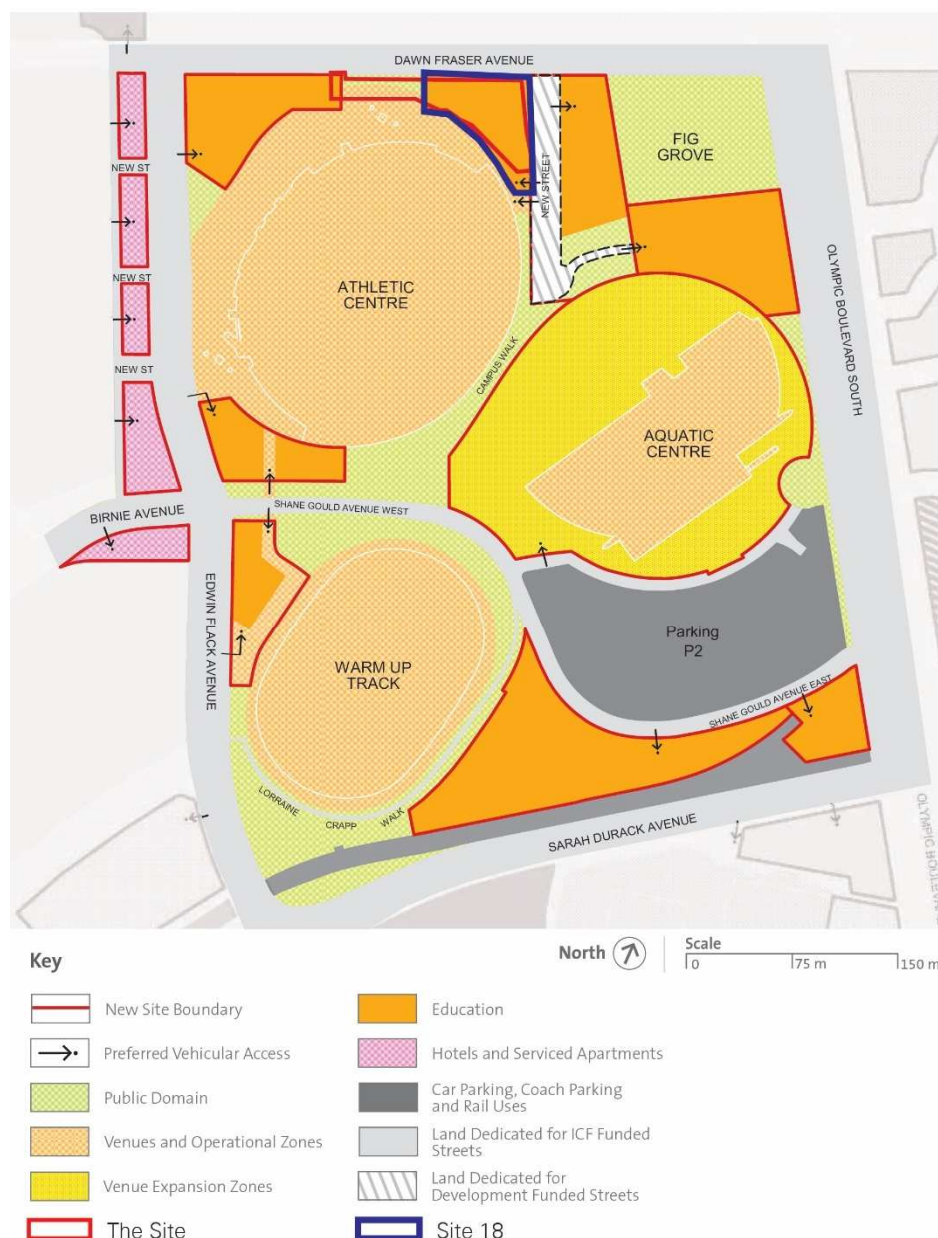 DAWN FRASER AVENUE
FIG
GROVE
NEW ST
NEW STREET
NEW ST
ATHLETIC
CENTRE
OLYMPIC BOULEVARD SOUTH
NEW ST
CAMPUS WALK
AQUATIC
CENTRE
BIRNIE AVENUE
SHANE GOULD AVENUE WEST
EDWIN FLACK AVENUE
WARM UP
TRACK
Parking
P2
SHANE GOULD AVENUE EAST
LORRAINE
CRAPP
WALK
SARAH DURACK AVENUE
Key
North
Scale
0
75 m
150 m
New Site Boundary
Education
Preferred Vehicular Access
Hotels and Serviced Apartments
Public Domain
Car Parking, Coach Parking
and Rail Uses
Venues and Operational Zones
Land Dedicated for ICF Funded
Streets
Venue Expansion Zones
Land Dedicated for
Development Funded Streets
The Site
Site 18